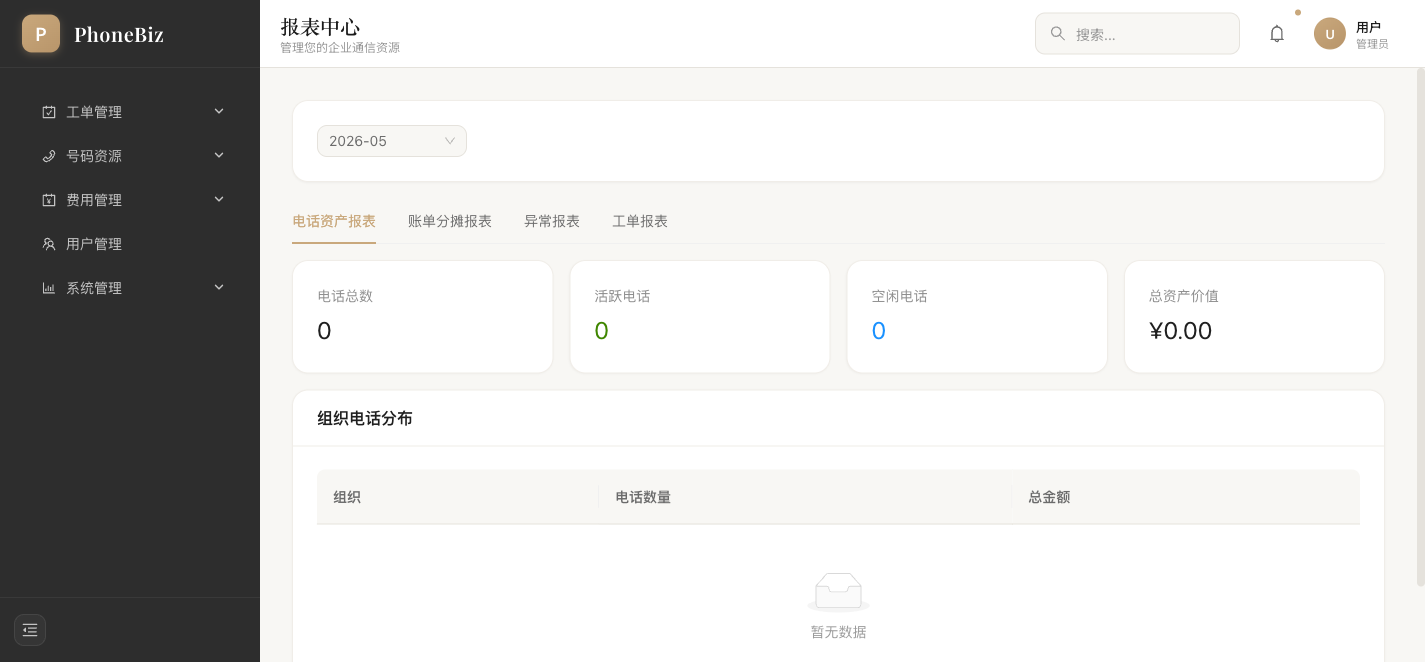 P
PhoneBiz
工单管理
号码资源
费用管理
用户管理
系统管理
报表中心
管理您的企业通信资源
搜索...
U
用户
管理员
2026-05
电话资产报表
账单分摊报表
异常报表
工单报表
电话总数
0
活跃电话
0
空闲电话
0
总资产价值
¥0.00
组织电话分布
组织
电话数量
总金额
暂无数据